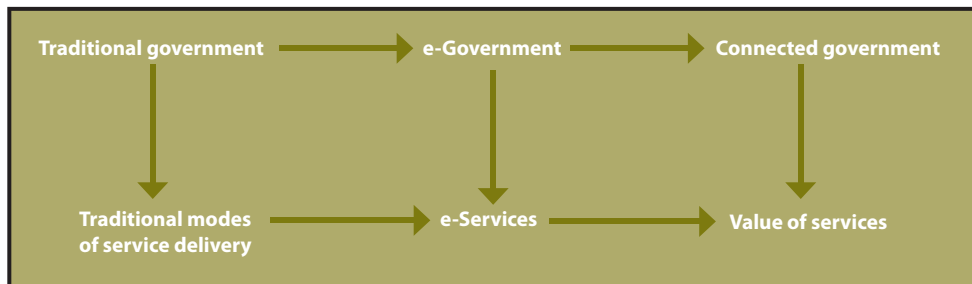 Traditional government
e-Government
Connected government
Traditional modes
of service delivery
e-Services
Value of services